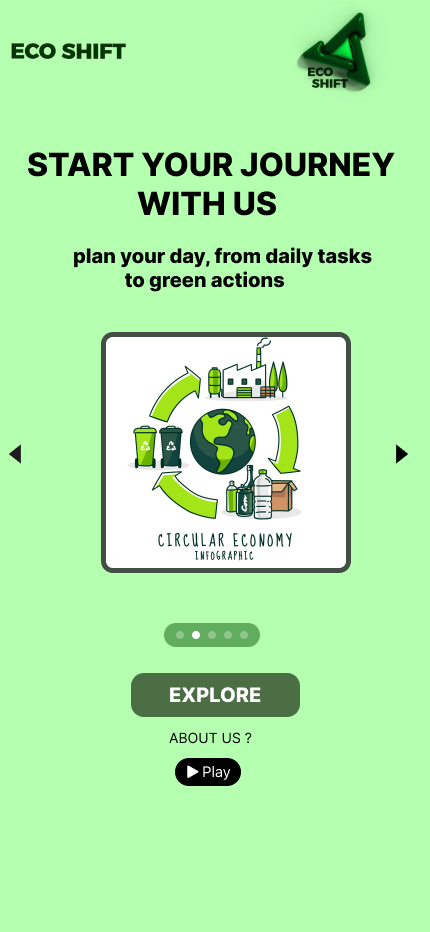 ECO SHIFT
ECO
SHIFT
START YOUR JOURNEY
WITH US
plan your day, from daily tasks
to green actions
CIRCULAR ECONOMY
INFOGRAPHIC
EXPLORE
ABOUT US ?
Play